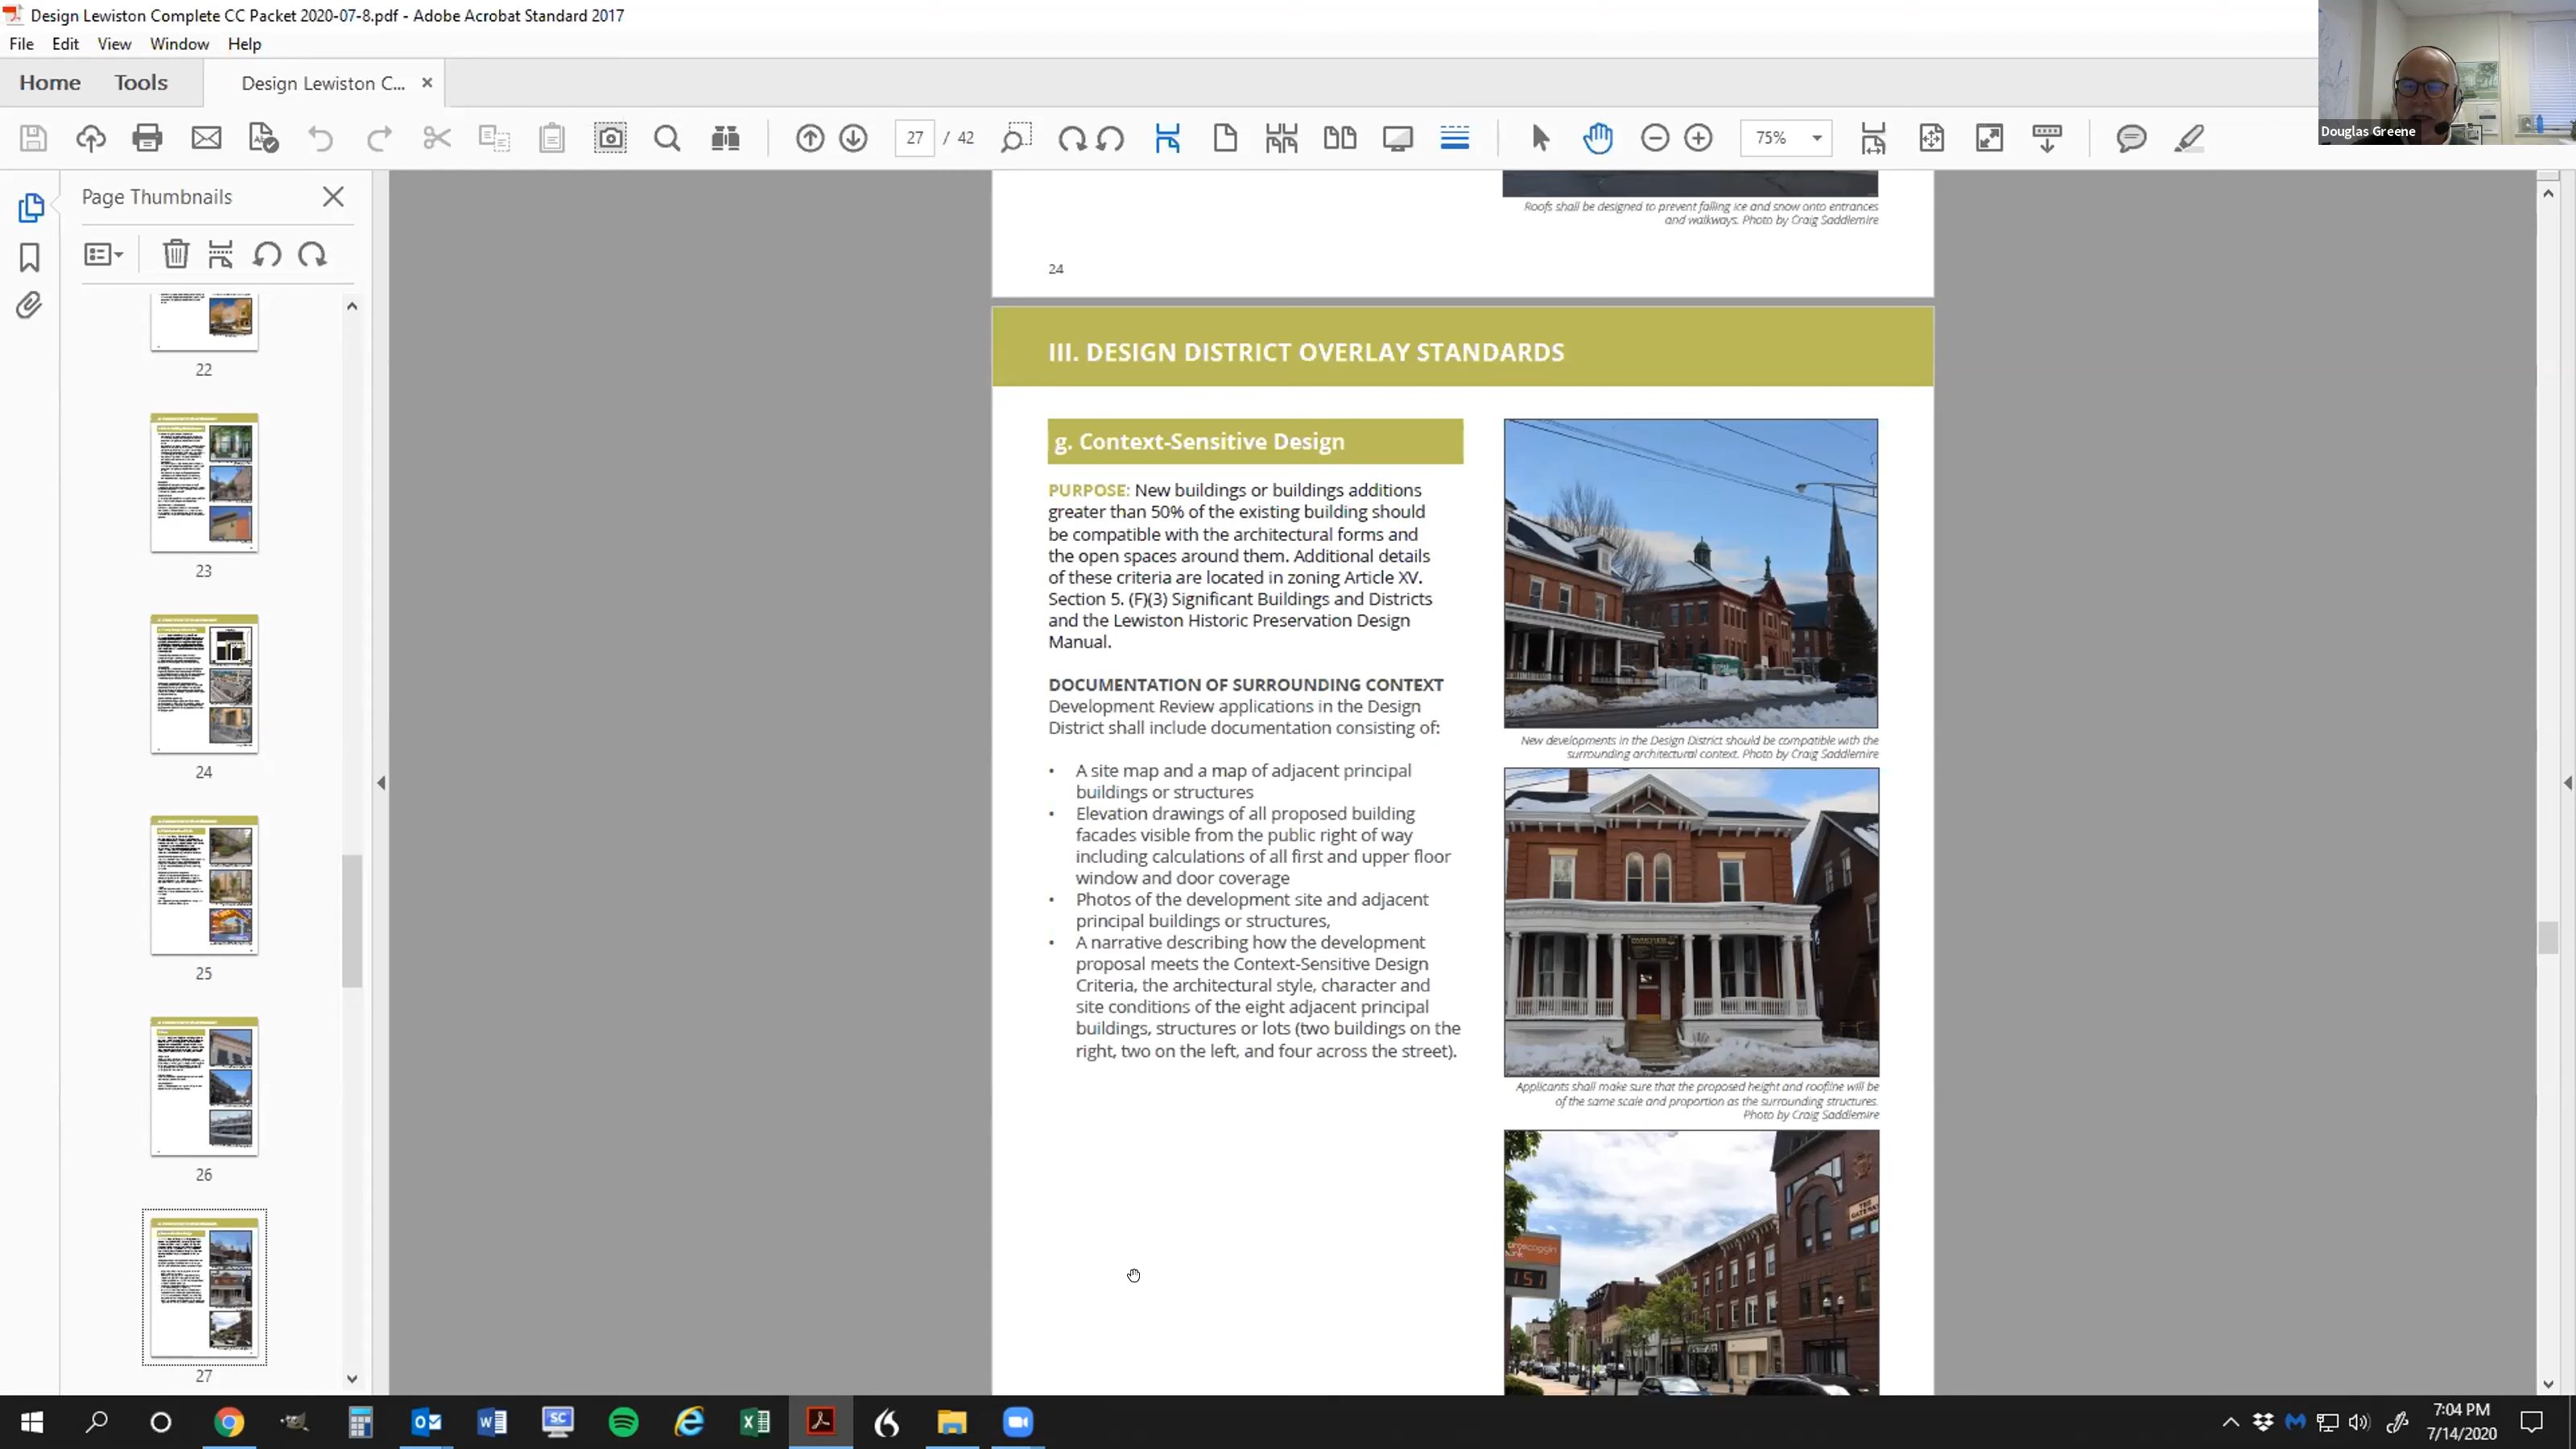 Design Lewiston Complete CC Packet 2020-07-8.pdf - Adobe Acrobat Standard 2017
File Edit View Window Help
Home Tools Design Lewiston C...
27 / 42 75%
Douglas Greene
Page Thumbnails
22
23
24
25
26
27
Roofs shall be designed to prevent falling ice and snow onto entrances
and walkways. Photo by Craig Saddlemire
24
III. DESIGN DISTRICT OVERLAY STANDARDS
g. Context-Sensitive Design
PURPOSE: New buildings or buildings additions
greater than 50% of the existing building should
be compatible with the architectural forms and
the open spaces around them. Additional details
of these criteria are located in zoning Article XV.
Section 5. (F)(3) Significant Buildings and Districts
and the Lewiston Historic Preservation Design
Manual.
DOCUMENTATION OF SURROUNDING CONTEXT
Development Review applications in the Design
District shall include documentation consisting of:
• A site map and a map of adjacent principal
buildings or structures
• Elevation drawings of all proposed building
facades visible from the public right of way
including calculations of all first and upper floor
window and door coverage
• Photos of the development site and adjacent
principal buildings or structures,
• A narrative describing how the development
proposal meets the Context-Sensitive Design
Criteria, the architectural style, character and
site conditions of the eight adjacent principal
buildings, structures or lots (two buildings on the
right, two on the left, and four across the street).
New developments in the Design District should be compatible with the
surrounding architectural context. Photo by Craig Saddlemire
Applicants shall make sure that the proposed height and roofline will be
of the same scale and proportion as the surrounding structures.
Photo by Craig Saddlemire
151
THE
GATEWAY
SC
7:04 PM
7/14/2020